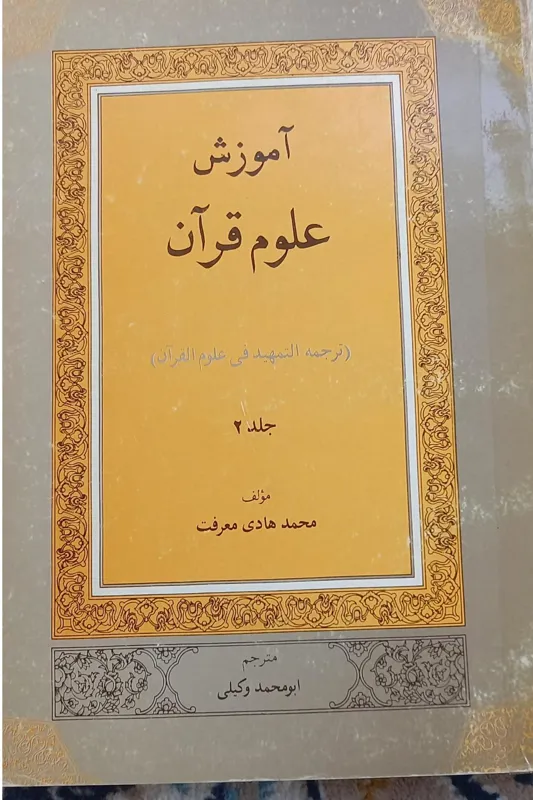 آموزش
علوم قرآن
(ترجمه التمهید فی علوم القرآن)
جلد ۲
مؤلف
محمد هادی معرفت
مترجم
ابومحمد وکیلی